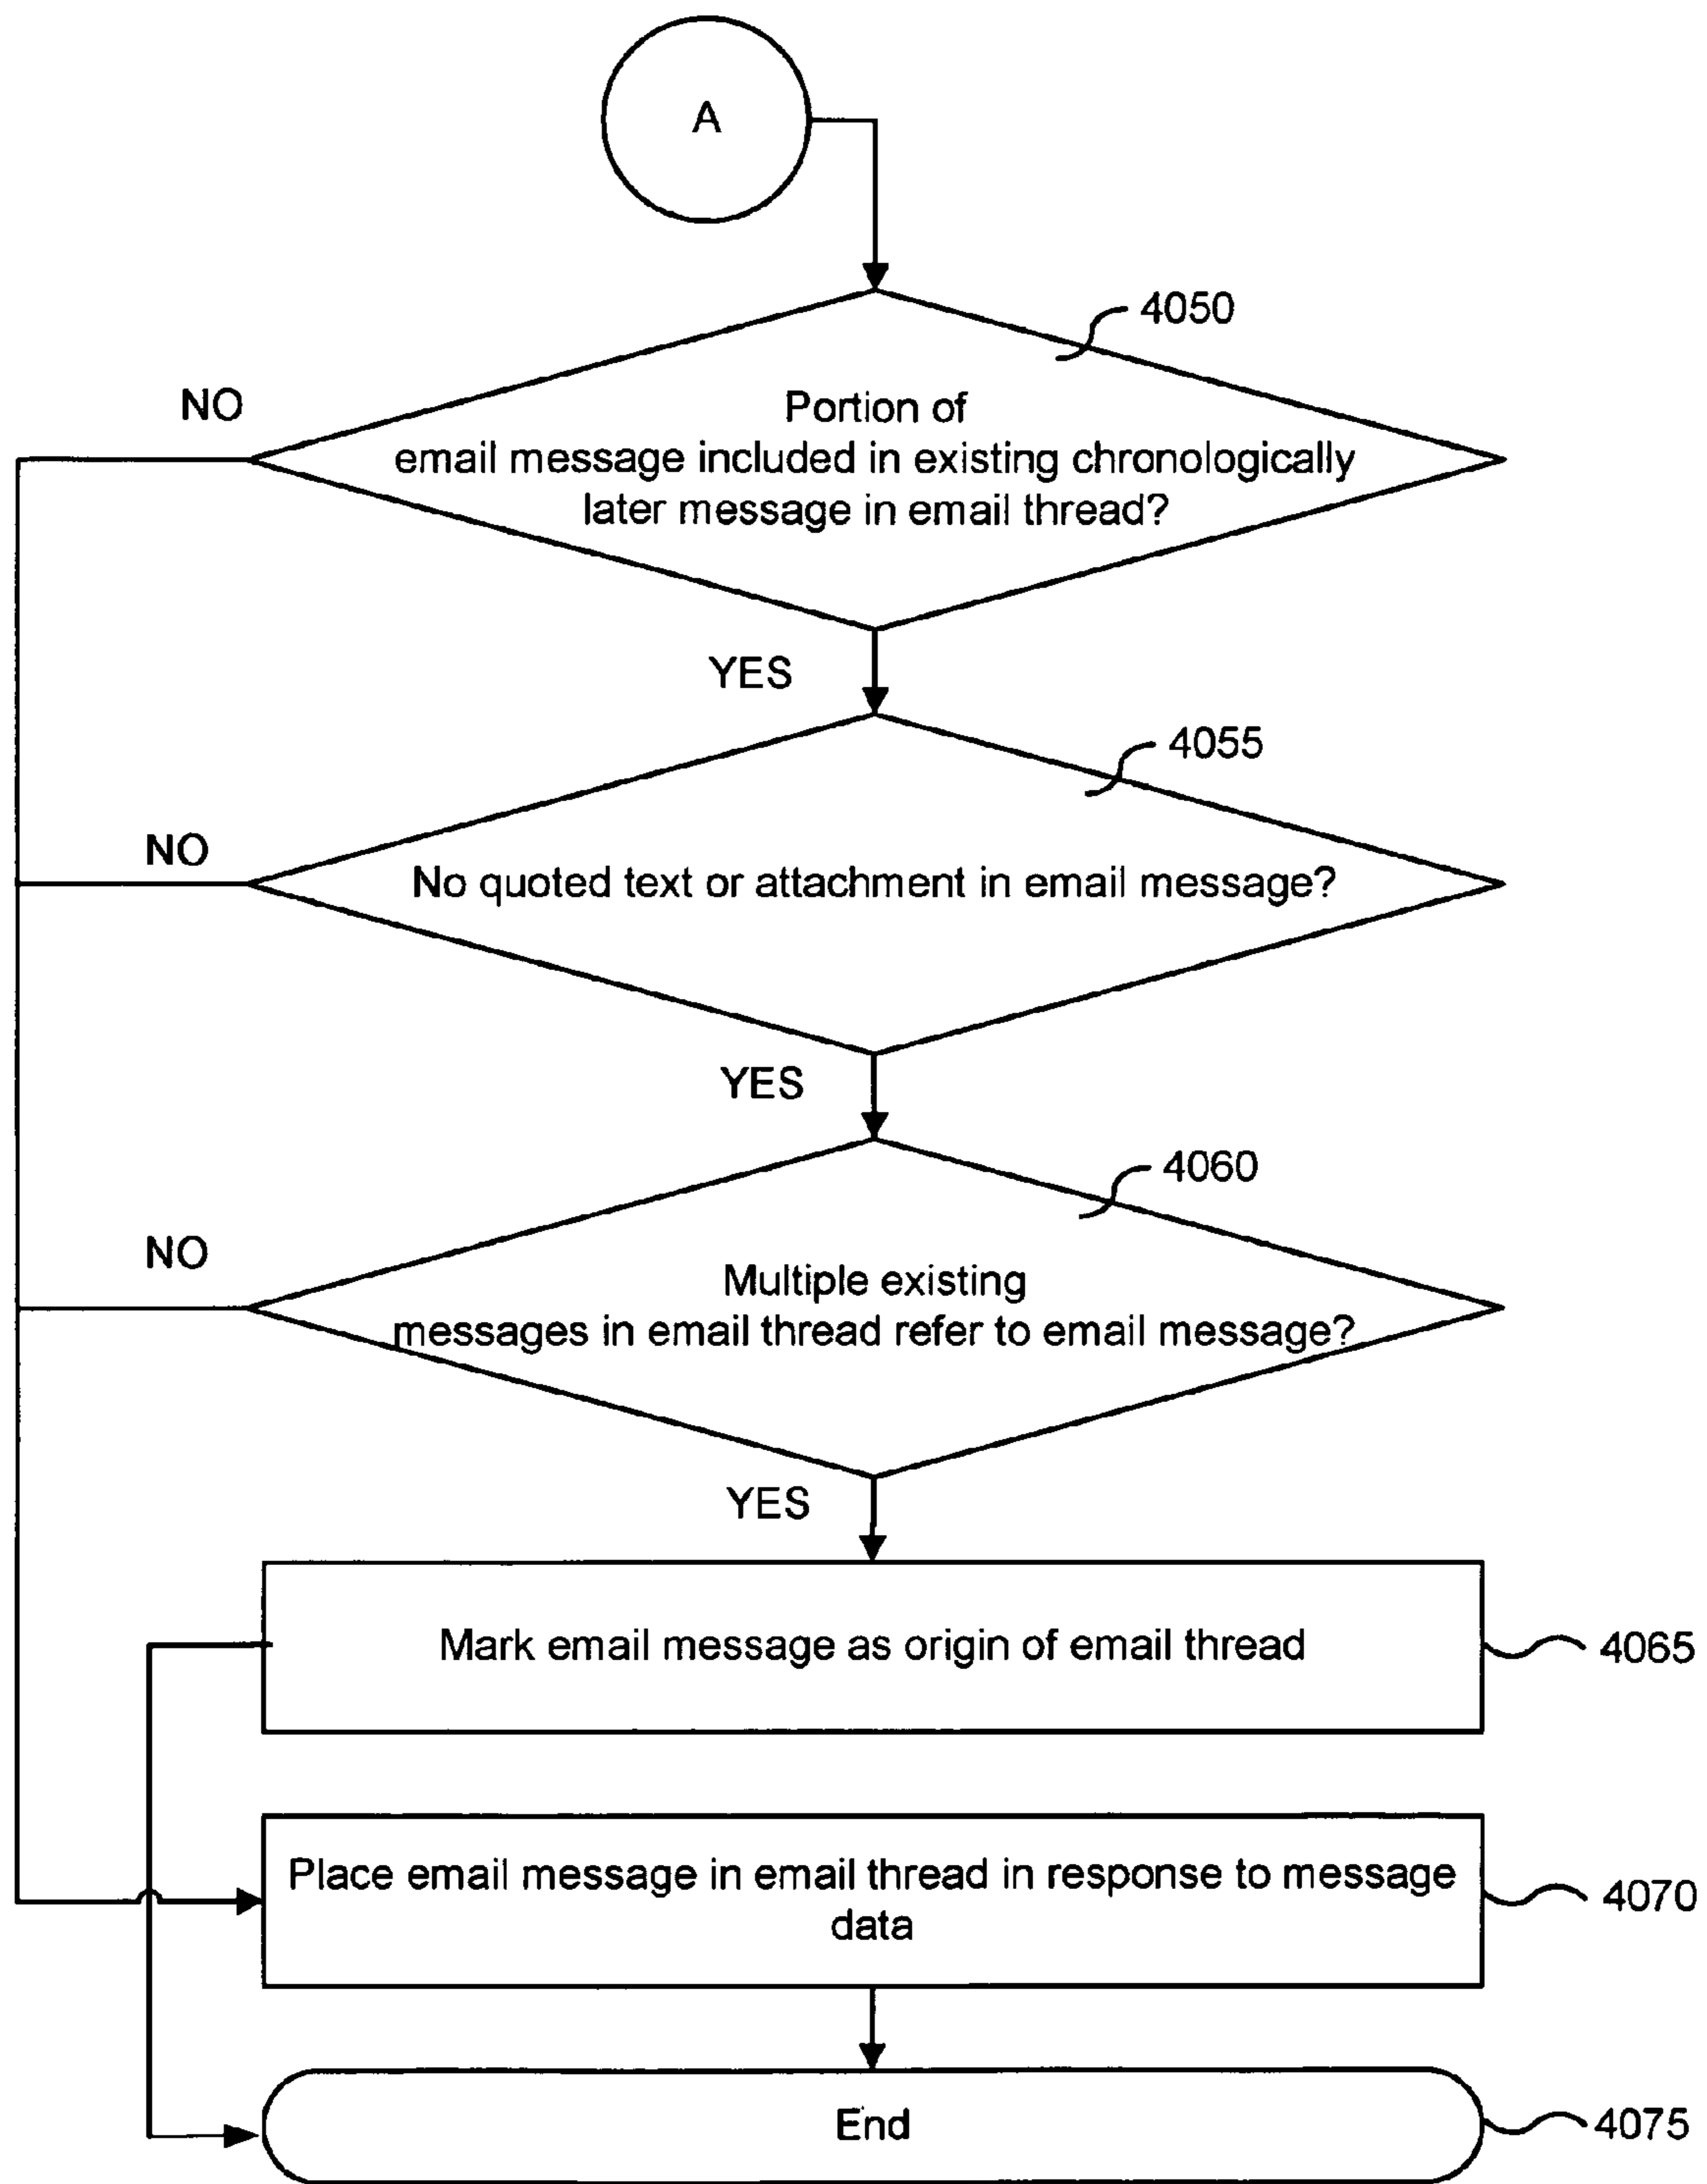 A
4050
NO
Portion of
email message included in existing chronologically
later message in email thread?
YES
4055
NO
No quoted text or attachment in email message?
YES
4060
NO
Multiple existing
messages in email thread refer to email message?
YES
Mark email message as origin of email thread
4065
Place email message in email thread in response to message
data
4070
End
4075